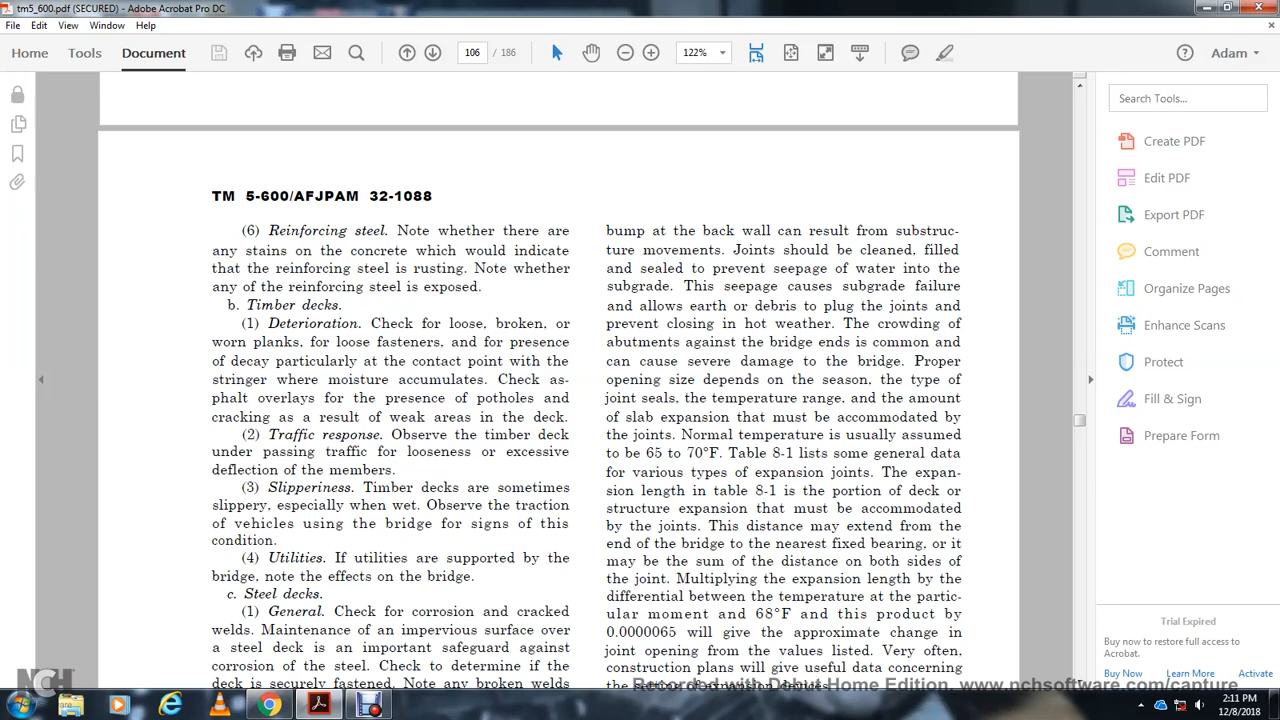 tm5_600.pdf (SECURED) - Adobe Acrobat Pro DC
File Edit View Window Help
Home Tools Document 106 / 186 122% Adam
Search Tools...
Create PDF
Edit PDF
Export PDF
Comment
Organize Pages
Enhance Scans
Protect
Fill & Sign
Prepare Form
Trial Expired
Buy now to restore full access to
Acrobat.
Buy Now Learn More Activate
TM 5-600/AFJPAM 32-1088
(6) Reinforcing steel. Note whether there are
any stains on the concrete which would indicate
that the reinforcing steel is rusting. Note whether
any of the reinforcing steel is exposed.
b. Timber decks.
(1) Deterioration. Check for loose, broken, or
worn planks, for loose fasteners, and for presence
of decay particularly at the contact point with the
stringer where moisture accumulates. Check as-
phalt overlays for the presence of potholes and
cracking as a result of weak areas in the deck.
(2) Traffic response. Observe the timber deck
under passing traffic for looseness or excessive
deflection of the members.
(3) Slipperiness. Timber decks are sometimes
slippery, especially when wet. Observe the traction
of vehicles using the bridge for signs of this
condition.
(4) Utilities. If utilities are supported by the
bridge, note the effects on the bridge.
c. Steel decks.
(1) General. Check for corrosion and cracked
welds. Maintenance of an impervious surface over
a steel deck is an important safeguard against
corrosion of the steel. Check to determine if the
deck is securely fastened. Note any broken welds
bump at the back wall can result from substruc-
ture movements. Joints should be cleaned, filled
and sealed to prevent seepage of water into the
subgrade. This seepage causes subgrade failure
and allows earth or debris to plug the joints and
prevent closing in hot weather. The crowding of
abutments against the bridge ends is common and
can cause severe damage to the bridge. Proper
opening size depends on the season, the type of
joint seals, the temperature range, and the amount
of slab expansion that must be accommodated by
the joints. Normal temperature is usually assumed
to be 65 to 70°F. Table 8-1 lists some general data
for various types of expansion joints. The expan-
sion length in table 8-1 is the portion of deck or
structure expansion that must be accommodated
by the joints. This distance may extend from the
end of the bridge to the nearest fixed bearing, or it
may be the sum of the distance on both sides of
the joint. Multiplying the expansion length by the
differential between the temperature at the partic-
ular moment and 68°F and this product by
0.0000065 will give the approximate change in
joint opening from the values listed. Very often,
construction plans will give useful data concerning
NCH
Recorded with Debut Home Edition. www.nchsoftware.com/capture
2:11 PM
12/8/2018